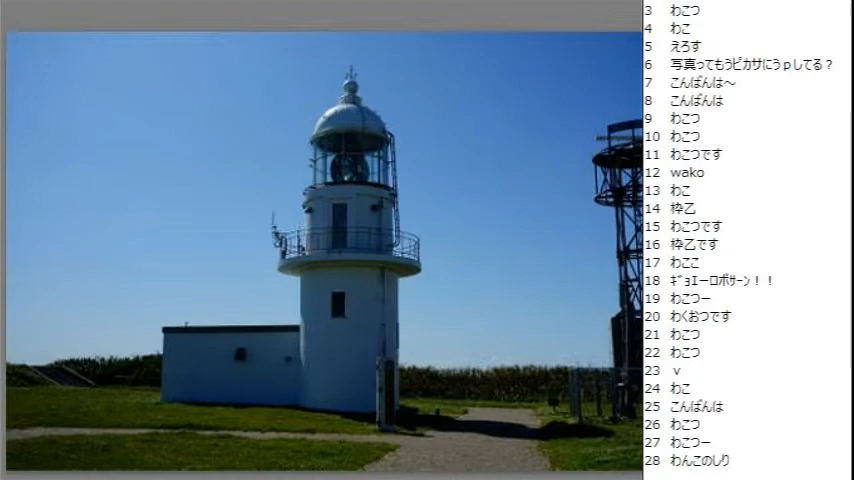 3 わこつ
4 わこ
5 えろす
6 写真ってもうピカサにうｐしてる？
7 こんばんは～
8 こんばんは
9 わこつ
10 わこつ
11 わこつです
12 wako
13 わこ
14 枠乙
15 わこつです
16 枠乙です
17 わここ
18 ｷﾞｮｴｰロボサーン！！
19 わこつー
20 わくおつです
21 わこつ
22 わこつ
23 ｖ
24 わこ
25 こんばんは
26 わこつ
27 わこつー
28 わんこのしり